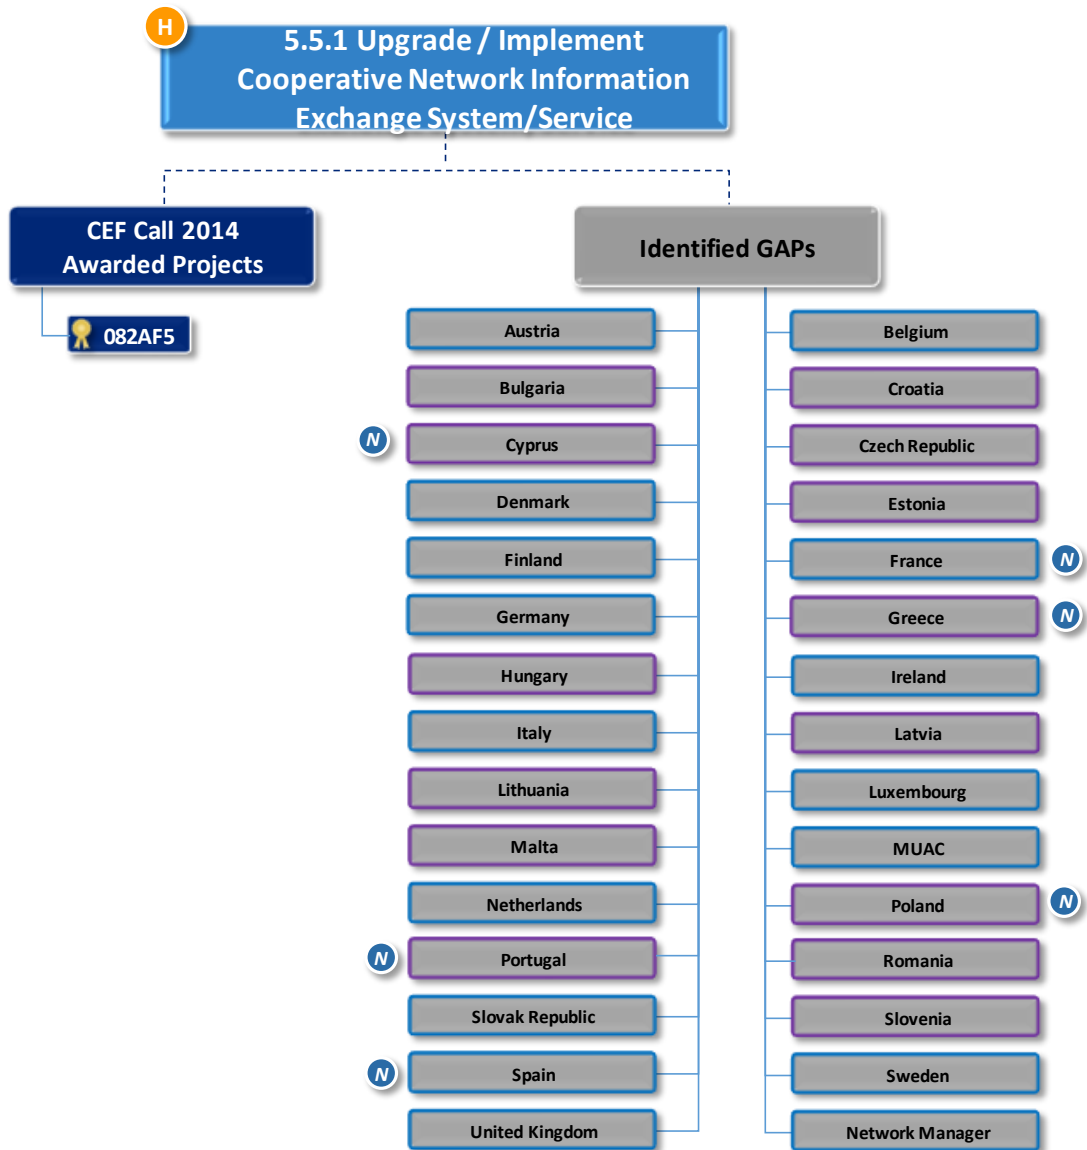 H
5.5.1 Upgrade / Implement
Cooperative Network Information
Exchange System/Service
CEF Call 2014
Awarded Projects
082AF5
Identified GAPs
Austria
Belgium
Bulgaria
Croatia
N
Cyprus
Czech Republic
Denmark
Estonia
Finland
France
N
Germany
Greece
N
Hungary
Ireland
Italy
Latvia
Lithuania
Luxembourg
Malta
MUAC
Netherlands
Poland
N
N
Portugal
Romania
Slovak Republic
Slovenia
N
Spain
Sweden
United Kingdom
Network Manager